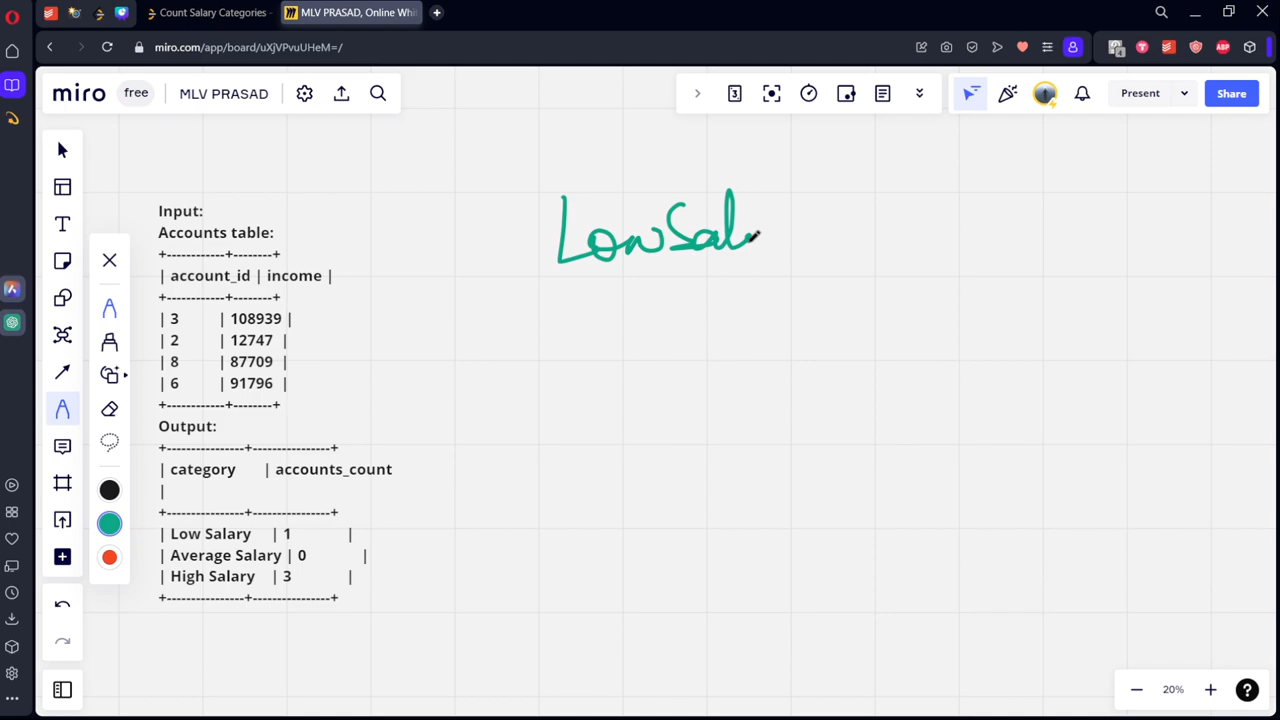 Count Salary Categories -
MLV PRASAD, Online Whi
miro.com/app/board/uXjVPvuUHeM=/
miro
free
MLV PRASAD
3
Present
Share
Input:
Accounts table:
+------------+--------+
| account_id | income |
+------------+--------+
| 3 | 108939 |
| 2 | 12747 |
| 8 | 87709 |
| 6 | 91796 |
+------------+--------+
Output:
+----------------+----------------+
| category | accounts_count
|
+----------------+----------------+
| Low Salary | 1 |
| Average Salary | 0 |
| High Salary | 3 |
+----------------+----------------+
LowSal
20%
?